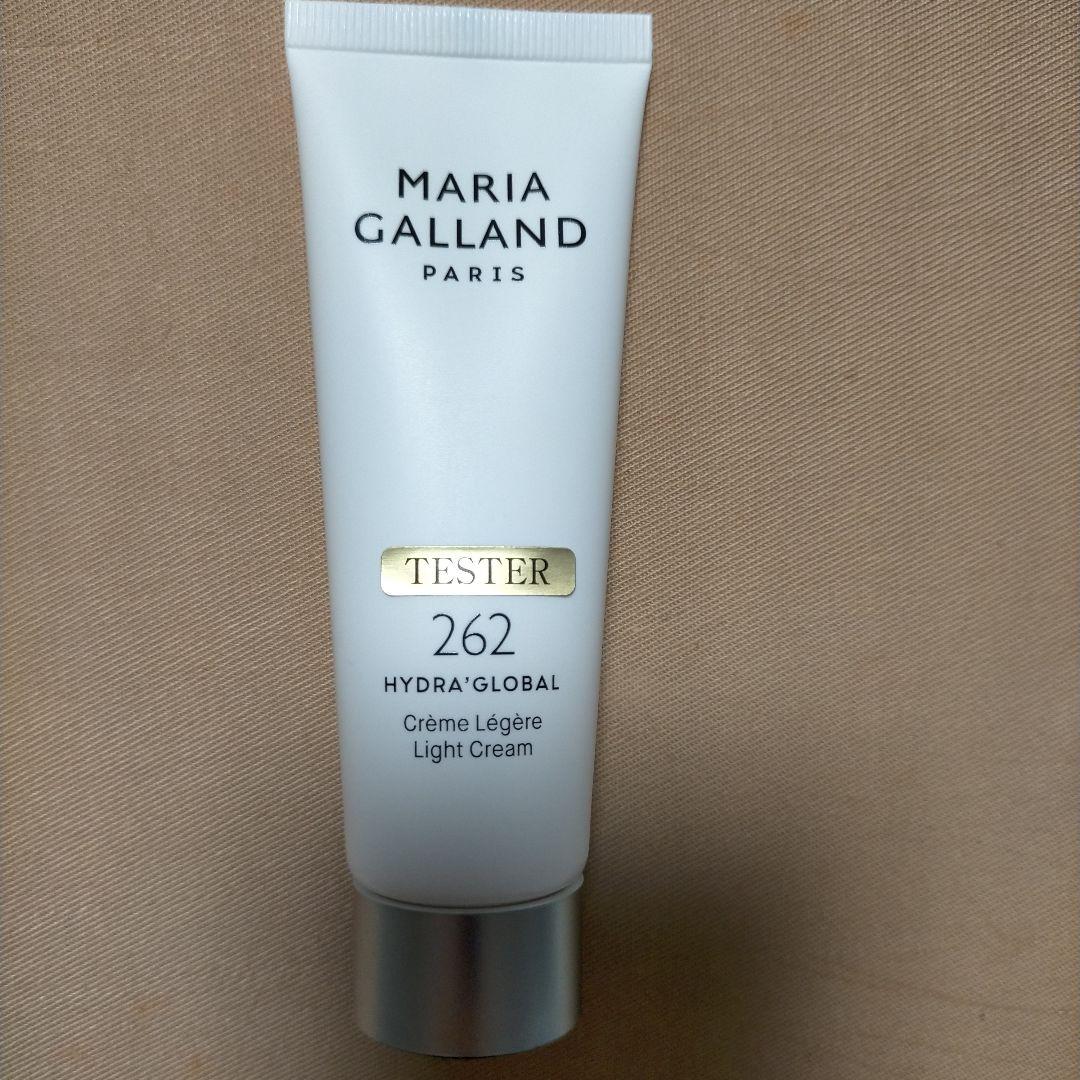 MARIA
GALLAND
PARIS
TESTER
262
HYDRA'GLOBAL
Crème Légère
Light Cream